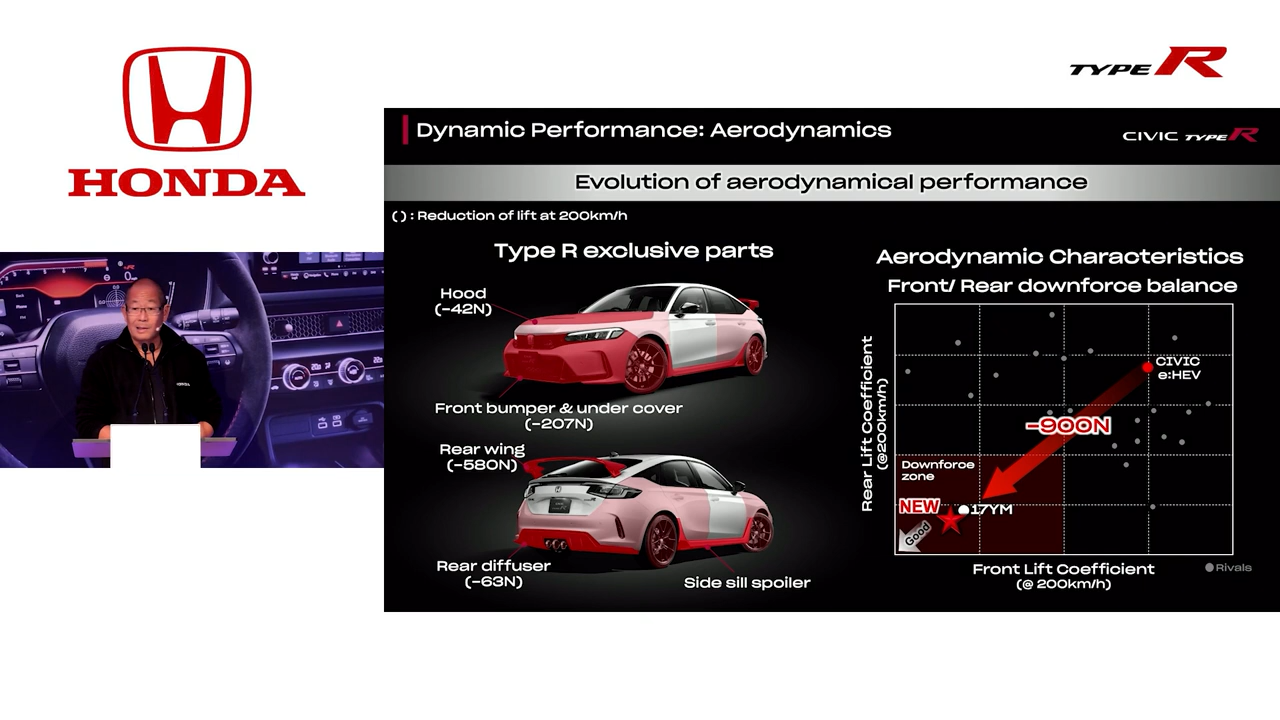 HONDA
TYPE R
Dynamic Performance: Aerodynamics
CIVIC TYPE R
Evolution of aerodynamical performance
( ) : Reduction of lift at 200km/h
Type R exclusive parts
Hood
(-42N)
Front bumper & under cover
(-207N)
Rear wing
(-580N)
Rear diffuser
(-63N)
Side sill spoiler
Aerodynamic Characteristics
Front/ Rear downforce balance
Rear Lift Coefficient
(@200km/h)
CIVIC
e:HEV
-900N
Downforce
zone
NEW
17YM
Good
Front Lift Coefficient
(@ 200km/h)
Rivals